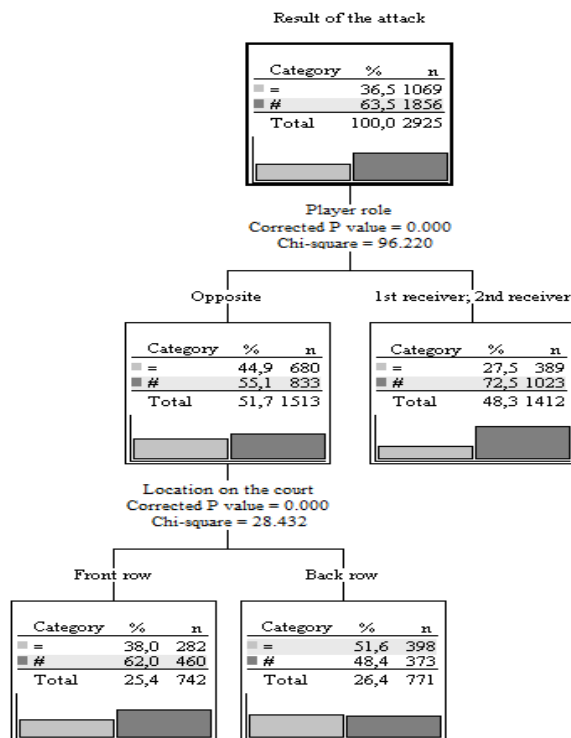 Result of the attack
Category % n
= 36,5 1069
# 63,5 1856
Total 100,0 2925
Player role
Corrected P value = 0.000
Chi-square = 96.220
Opposite
Category % n
= 44,9 680
# 55,1 833
Total 51,7 1513
1st receiver; 2nd receiver
Category % n
= 27,5 389
# 72,5 1023
Total 48,3 1412
Location on the court
Corrected P value = 0.000
Chi-square = 28.432
Front row
Category % n
= 38,0 282
# 62,0 460
Total 25,4 742
Back row
Category % n
= 51,6 398
# 48,4 373
Total 26,4 771